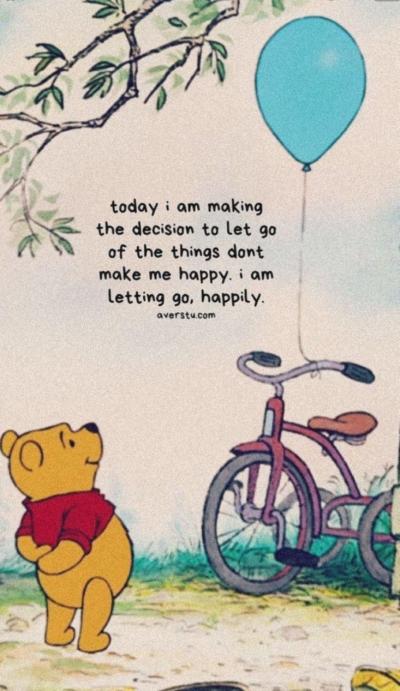 today i am making
the decision to let go
of the things dont
make me happy. i am
letting go, happily.
averstu.com